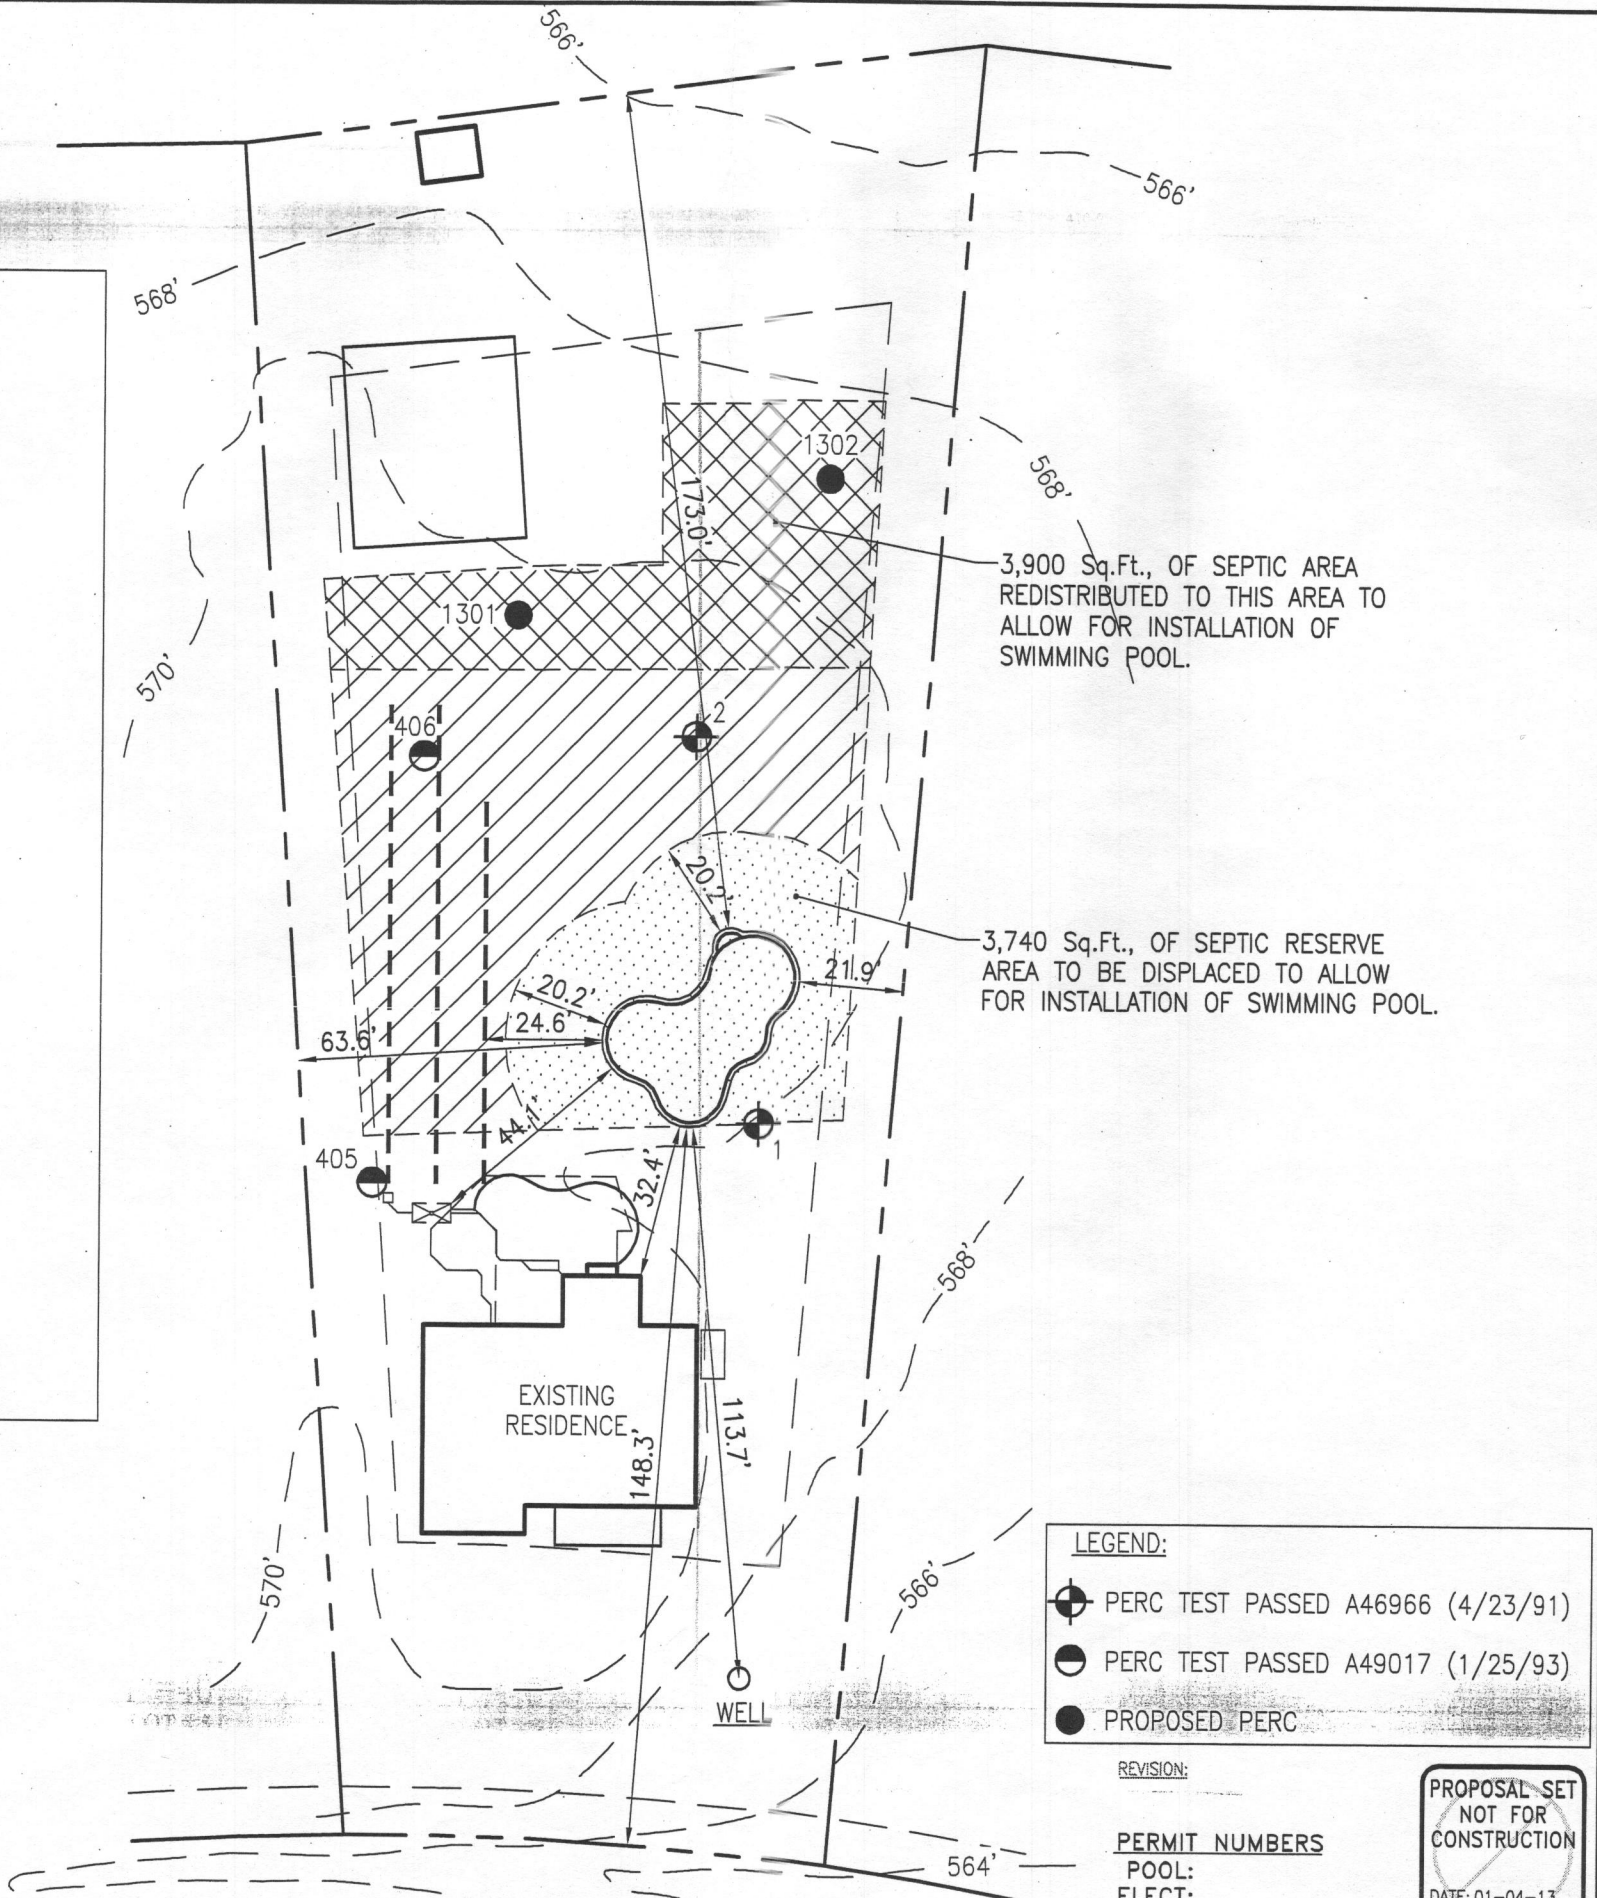 566'
566'
568'
1302
568'
173.0'
3,900 Sq.Ft., OF SEPTIC AREA
REDISTRIBUTED TO THIS AREA TO
ALLOW FOR INSTALLATION OF
SWIMMING POOL.
1301
570'
406
2
20.2'
3,740 Sq.Ft., OF SEPTIC RESERVE
AREA TO BE DISPLACED TO ALLOW
FOR INSTALLATION OF SWIMMING POOL.
21.9'
20.2'
24.6'
63.6'
44.1'
1
405
32.4'
568'
EXISTING
RESIDENCE
148.3'
113.7'
570'
566'
WELL
LEGEND:
PERC TEST PASSED A46966 (4/23/91)
PERC TEST PASSED A49017 (1/25/93)
PROPOSED PERC
REVISION:
PROPOSAL SET
NOT FOR
CONSTRUCTION
DATE: 01-04-13
PERMIT NUMBERS
POOL:
ELECT:
564'